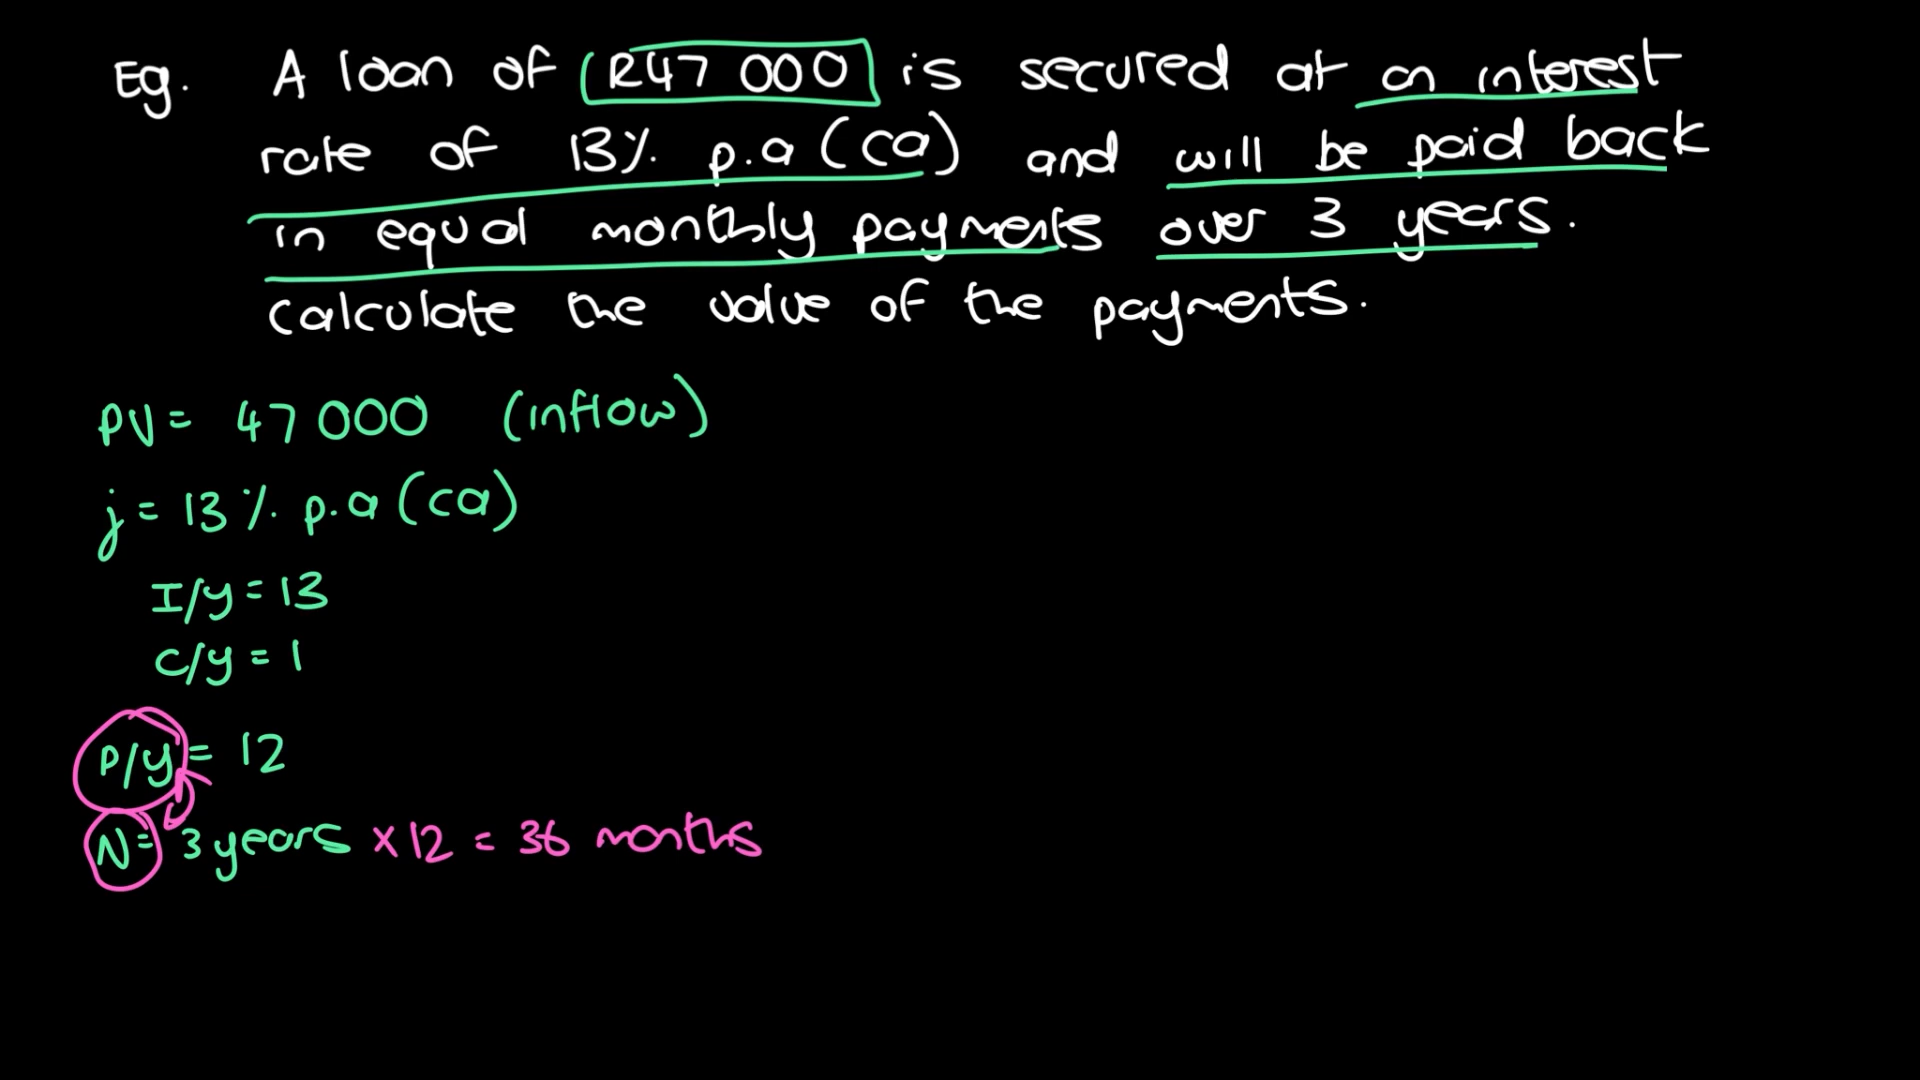 Eg. A loan of R47 000 is secured at an interest
rate of 13% p.a (ca) and will be paid back
in equal monthly payments over 3 years.
Calculate the value of the payments.
PV = 47 000 (inflow)
j = 13% p.a (ca)
I/y = 13
C/y = 1
P/y = 12
N = 3 years × 12 = 36 months